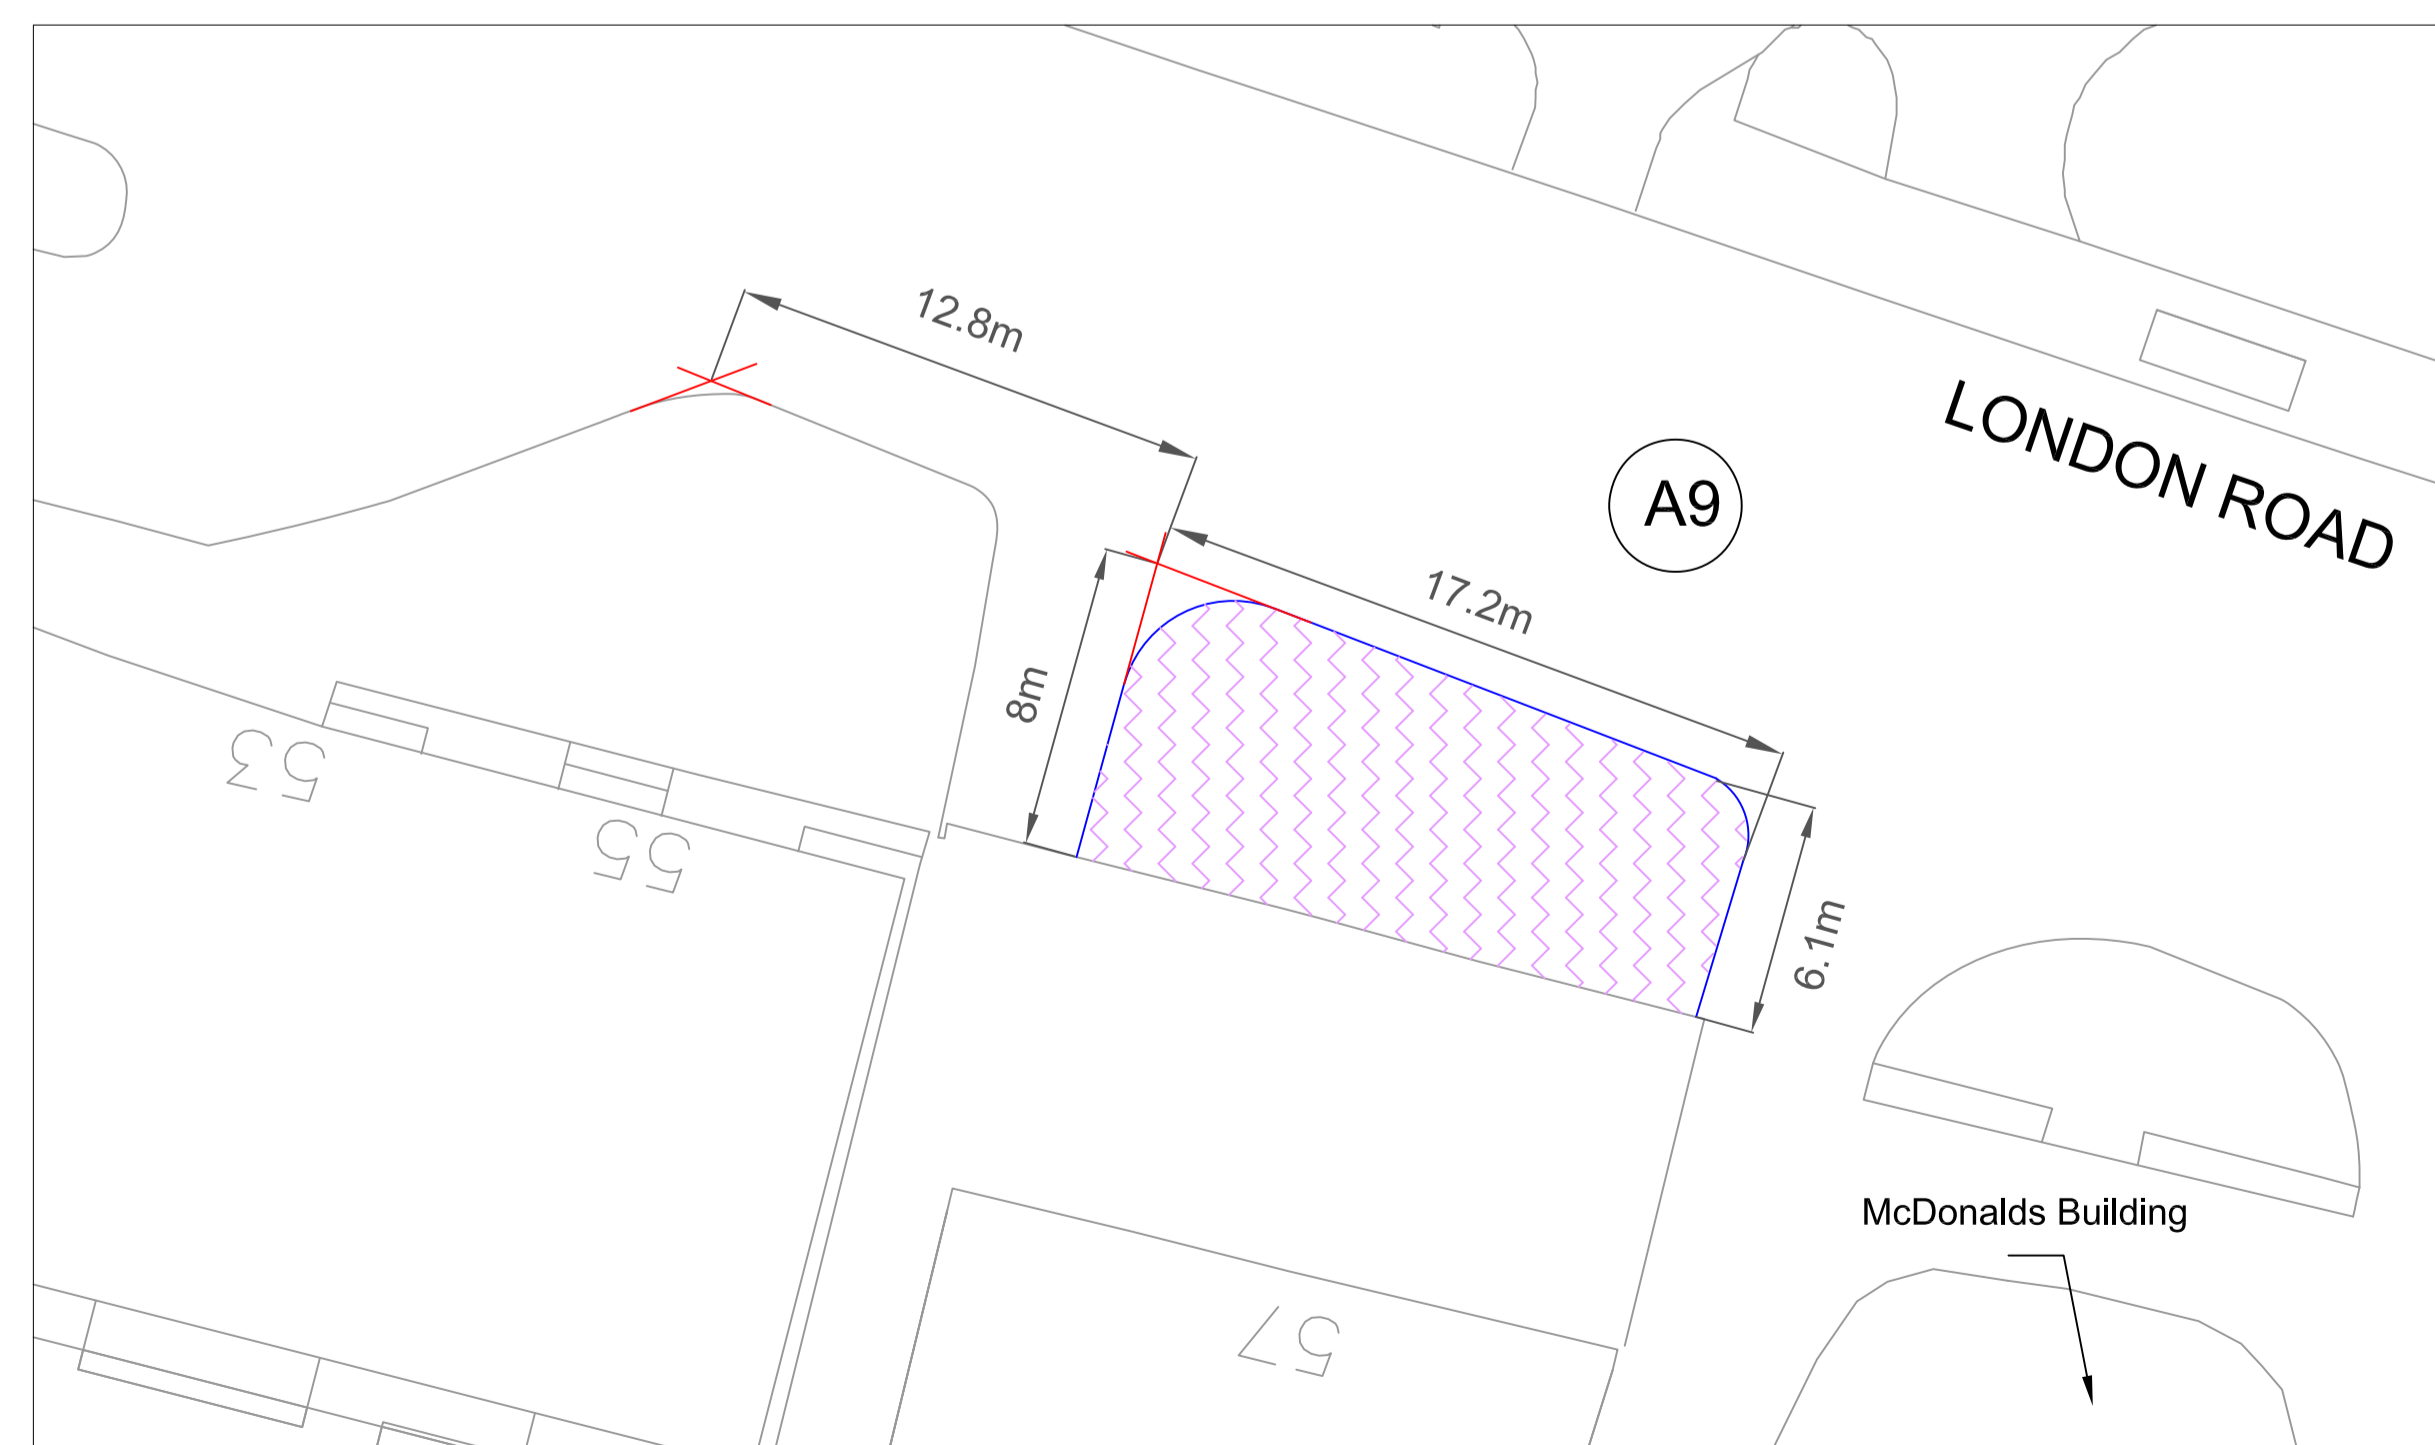 12.8m
LONDON ROAD
A9
17.2m
8m
53
55
6.1m
McDonalds Building
57